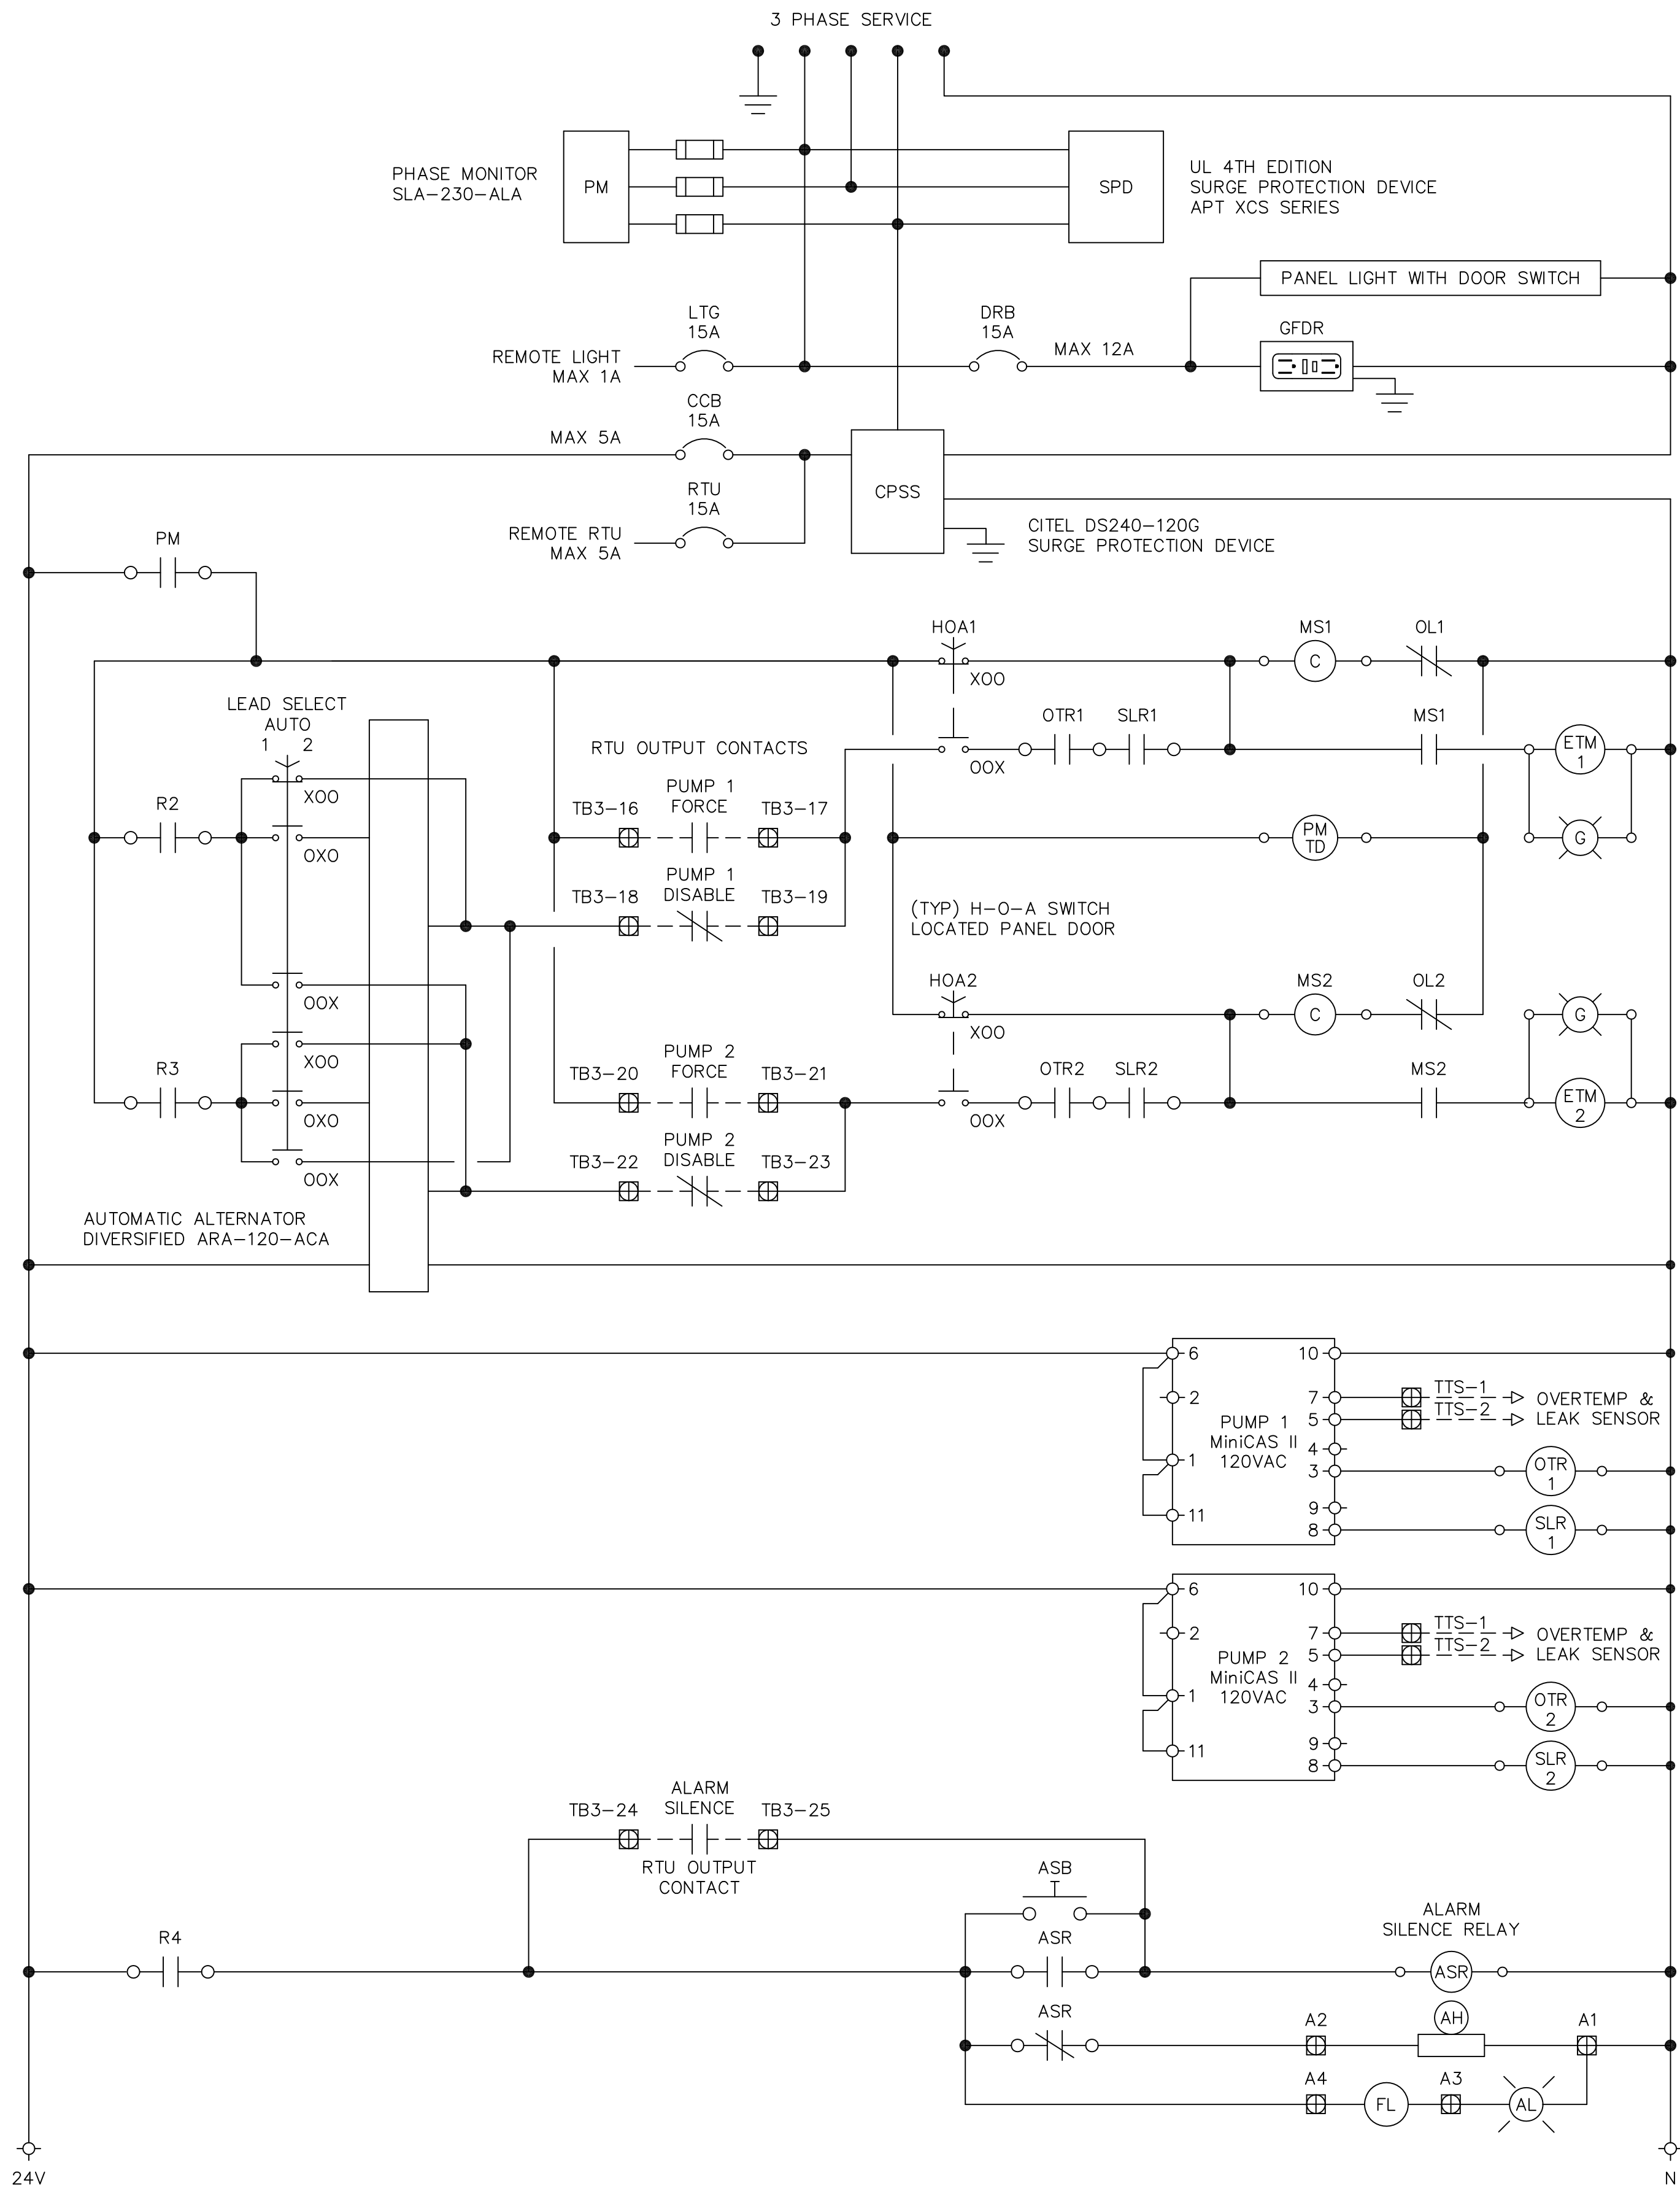 3 PHASE SERVICE
PHASE MONITOR
SLA-230-ALA
PM
SPD
UL 4TH EDITION
SURGE PROTECTION DEVICE
APT XCS SERIES
PANEL LIGHT WITH DOOR SWITCH
LTG
15A
REMOTE LIGHT
MAX 1A
DRB
15A
MAX 12A
GFDR
CCB
15A
MAX 5A
RTU
15A
REMOTE RTU
MAX 5A
CPSS
CITEL DS240-120G
SURGE PROTECTION DEVICE
PM
HOA1
XOO
MS1
C
OL1
LEAD SELECT
AUTO
1 2
RTU OUTPUT CONTACTS
OOX
OTR1
SLR1
MS1
ETM
1
XOO
R2
OXO
TB3-16
PUMP 1
FORCE
TB3-17
PM
TD
G
TB3-18
PUMP 1
DISABLE
TB3-19
(TYP) H-O-A SWITCH
LOCATED PANEL DOOR
OOX
HOA2
XOO
MS2
C
OL2
G
XOO
R3
OXO
TB3-20
PUMP 2
FORCE
TB3-21
OOX
OTR2
SLR2
MS2
ETM
2
OOX
TB3-22
PUMP 2
DISABLE
TB3-23
AUTOMATIC ALTERNATOR
DIVERSIFIED ARA-120-ACA
6
10
2
7
5
PUMP 1
MiniCAS II
120VAC
4
1
3
9
11
8
TTS-1
TTS-2
OVERTEMP &
LEAK SENSOR
OTR
1
SLR
1
6
10
2
7
5
PUMP 2
MiniCAS II
120VAC
4
1
3
9
11
8
TTS-1
TTS-2
OVERTEMP &
LEAK SENSOR
OTR
2
SLR
2
TB3-24
ALARM
SILENCE
TB3-25
RTU OUTPUT
CONTACT
ASB
R4
ASR
ALARM
SILENCE RELAY
ASR
ASR
A2
AH
A1
A4
FL
A3
AL
24V
N